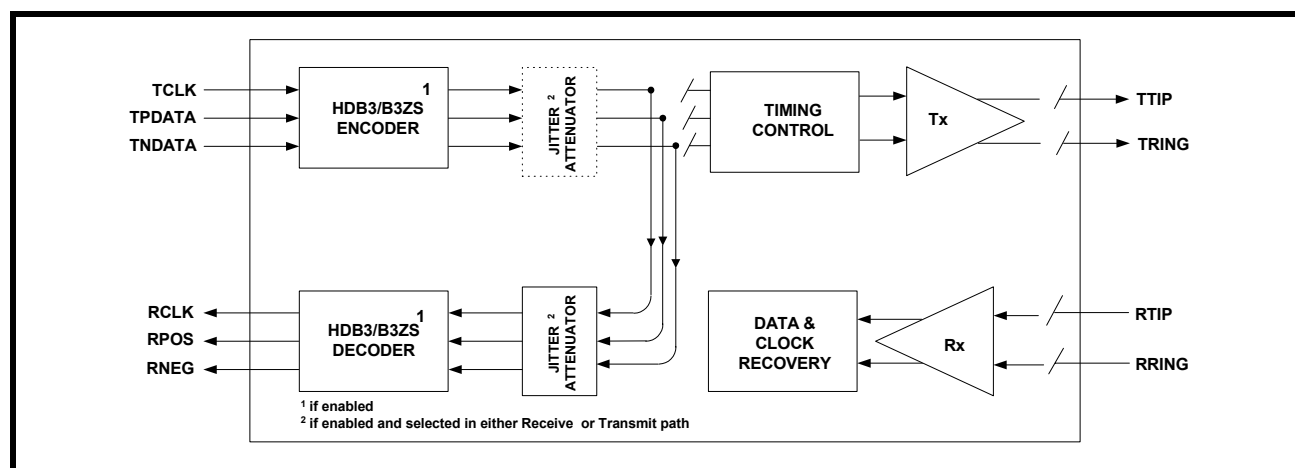 TCLK
TPDATA
TNDATA
HDB3/B3ZS 1
ENCODER
JITTER 2
ATTENUATOR
TIMING
CONTROL
Tx
TTIP
TRING
RCLK
RPOS
RNEG
HDB3/B3ZS 1
DECODER
JITTER 2
ATTENUATOR
DATA &
CLOCK
RECOVERY
Rx
RTIP
RRING
1 if enabled
2 if enabled and selected in either Receive or Transmit path